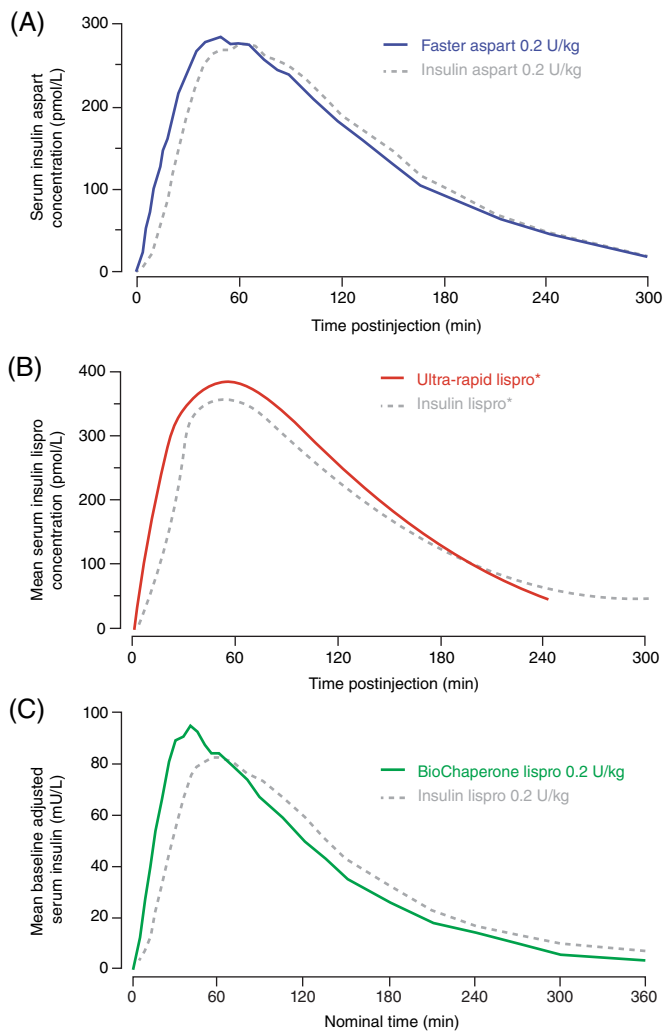 (A)
300
200
100
0
Serum insulin aspart
concentration (pmol/L)
Faster aspart 0.2 U/kg
Insulin aspart 0.2 U/kg
0 60 120 180 240 300
Time postinjection (min)
(B)
400
300
200
100
0
Mean serum insulin lispro
concentration (pmol/L)
Ultra-rapid lispro*
Insulin lispro*
0 60 120 180 240 300
Time postinjection (min)
(C)
100
80
60
40
20
0
Mean baseline adjusted
serum insulin (mU/L)
BioChaperone lispro 0.2 U/kg
Insulin lispro 0.2 U/kg
0 60 120 180 240 300 360
Nominal time (min)